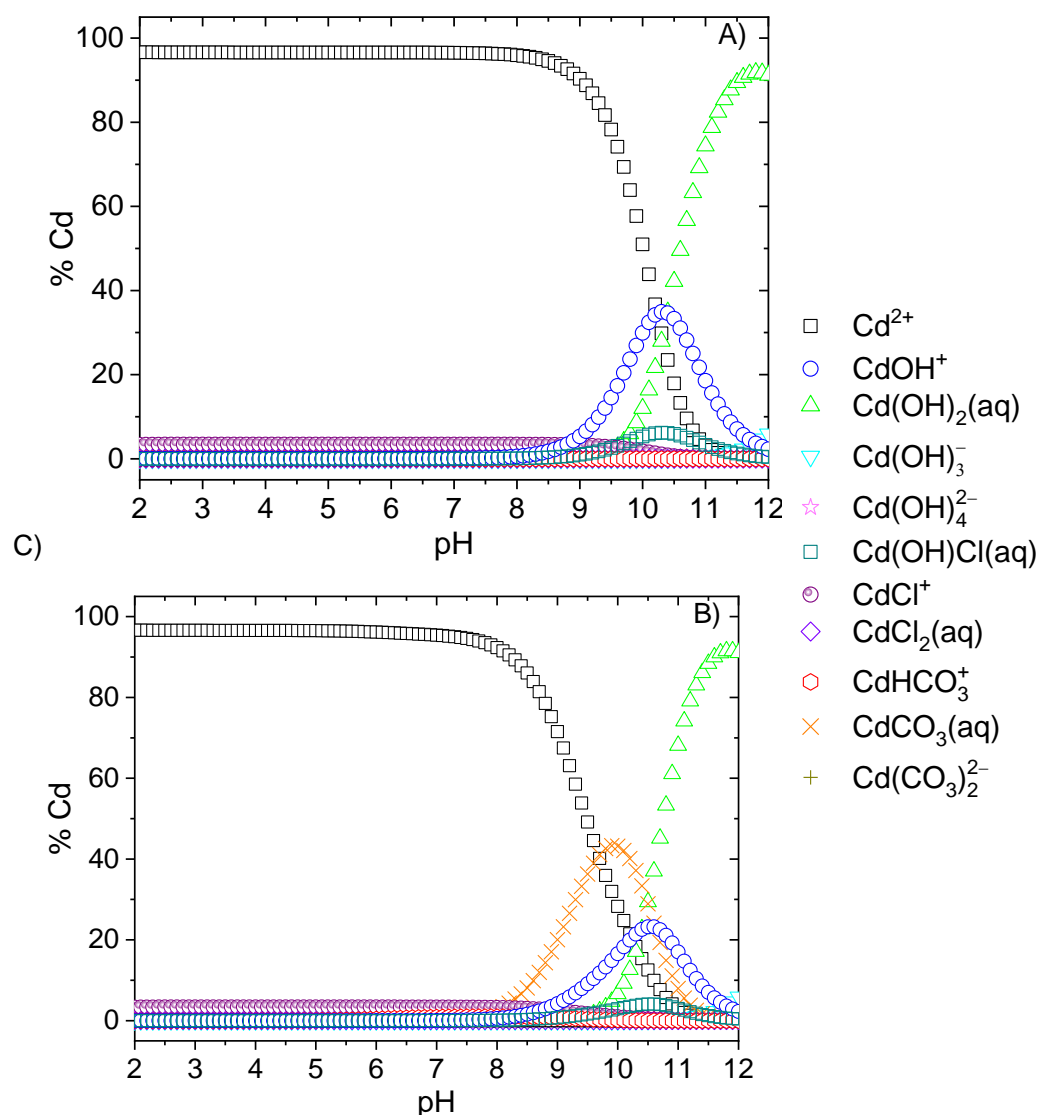 A)
100
80
60
40
20
0
% Cd
2 3 4 5 6 7 8 9 10 11 12
pH
C)
B)
100
80
60
40
20
0
% Cd
2 3 4 5 6 7 8 9 10 11 12
pH
Cd²⁺
CdOH⁺
Cd(OH)₂(aq)
Cd(OH)₃⁻
Cd(OH)₄²⁻
Cd(OH)Cl(aq)
CdCl⁺
CdCl₂(aq)
CdHCO₃⁺
CdCO₃(aq)
Cd(CO₃)₂²⁻